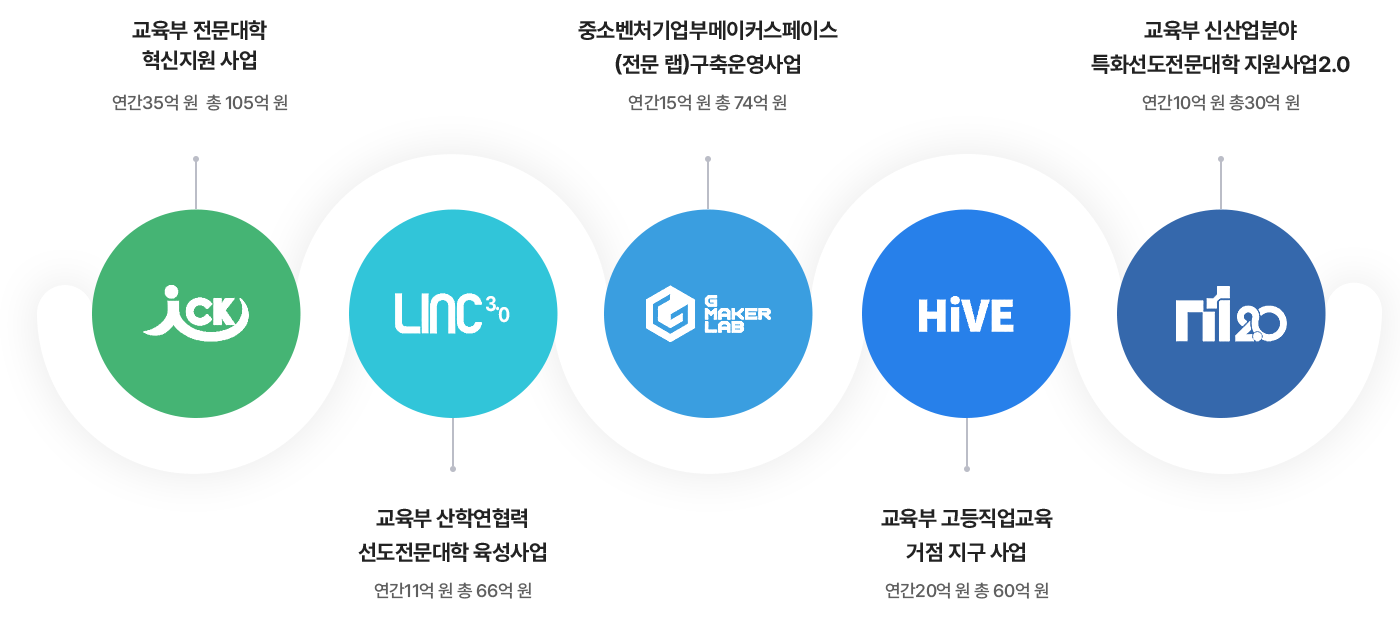 교육부 전문대학
혁신지원 사업
연간35억 원 총 105억 원
중소벤처기업부메이커스페이스
(전문 랩)구축운영사업
연간15억 원 총 74억 원
교육부 신산업분야
특화선도전문대학 지원사업2.0
연간10억 원 총30억 원
iCK
LINC 3.0
G
MAKER
LAB
HiVE
2.0
교육부 산학연협력
선도전문대학 육성사업
연간11억 원 총 66억 원
교육부 고등직업교육
거점 지구 사업
연간20억 원 총 60억 원